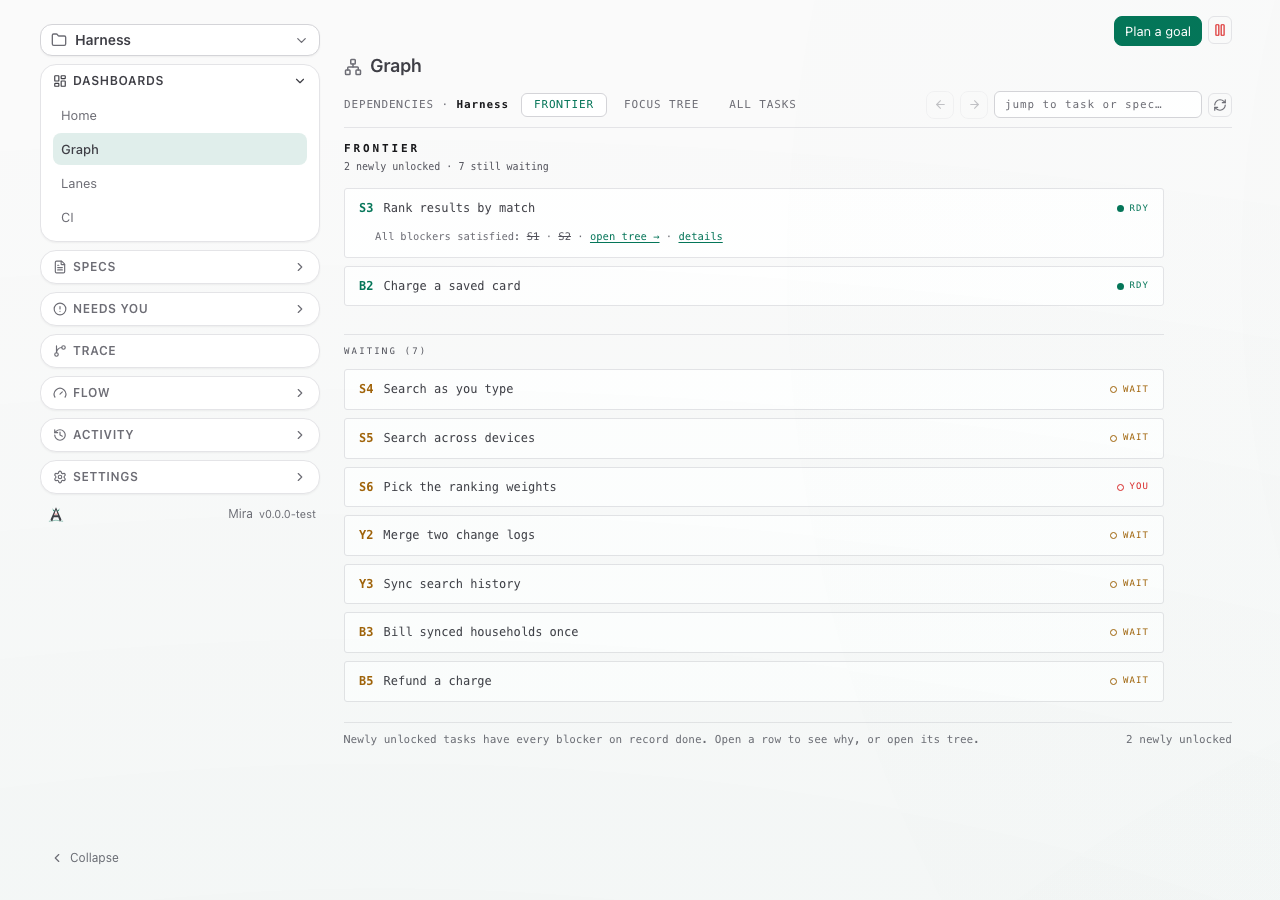 Harness
DASHBOARDS
Home
Graph
Lanes
CI
SPECS
NEEDS YOU
TRACE
FLOW
ACTIVITY
SETTINGS
Mira v0.0.0-test
Collapse
Plan a goal
Graph
DEPENDENCIES · Harness FRONTIER FOCUS TREE ALL TASKS
jump to task or spec…
FRONTIER
2 newly unlocked · 7 still waiting
S3 Rank results by match RDY
All blockers satisfied: S1 · S2 · open tree → · details
B2 Charge a saved card RDY
WAITING (7)
S4 Search as you type WAIT
S5 Search across devices WAIT
S6 Pick the ranking weights YOU
Y2 Merge two change logs WAIT
Y3 Sync search history WAIT
B3 Bill synced households once WAIT
B5 Refund a charge WAIT
Newly unlocked tasks have every blocker on record done. Open a row to see why, or open its tree. 2 newly unlocked